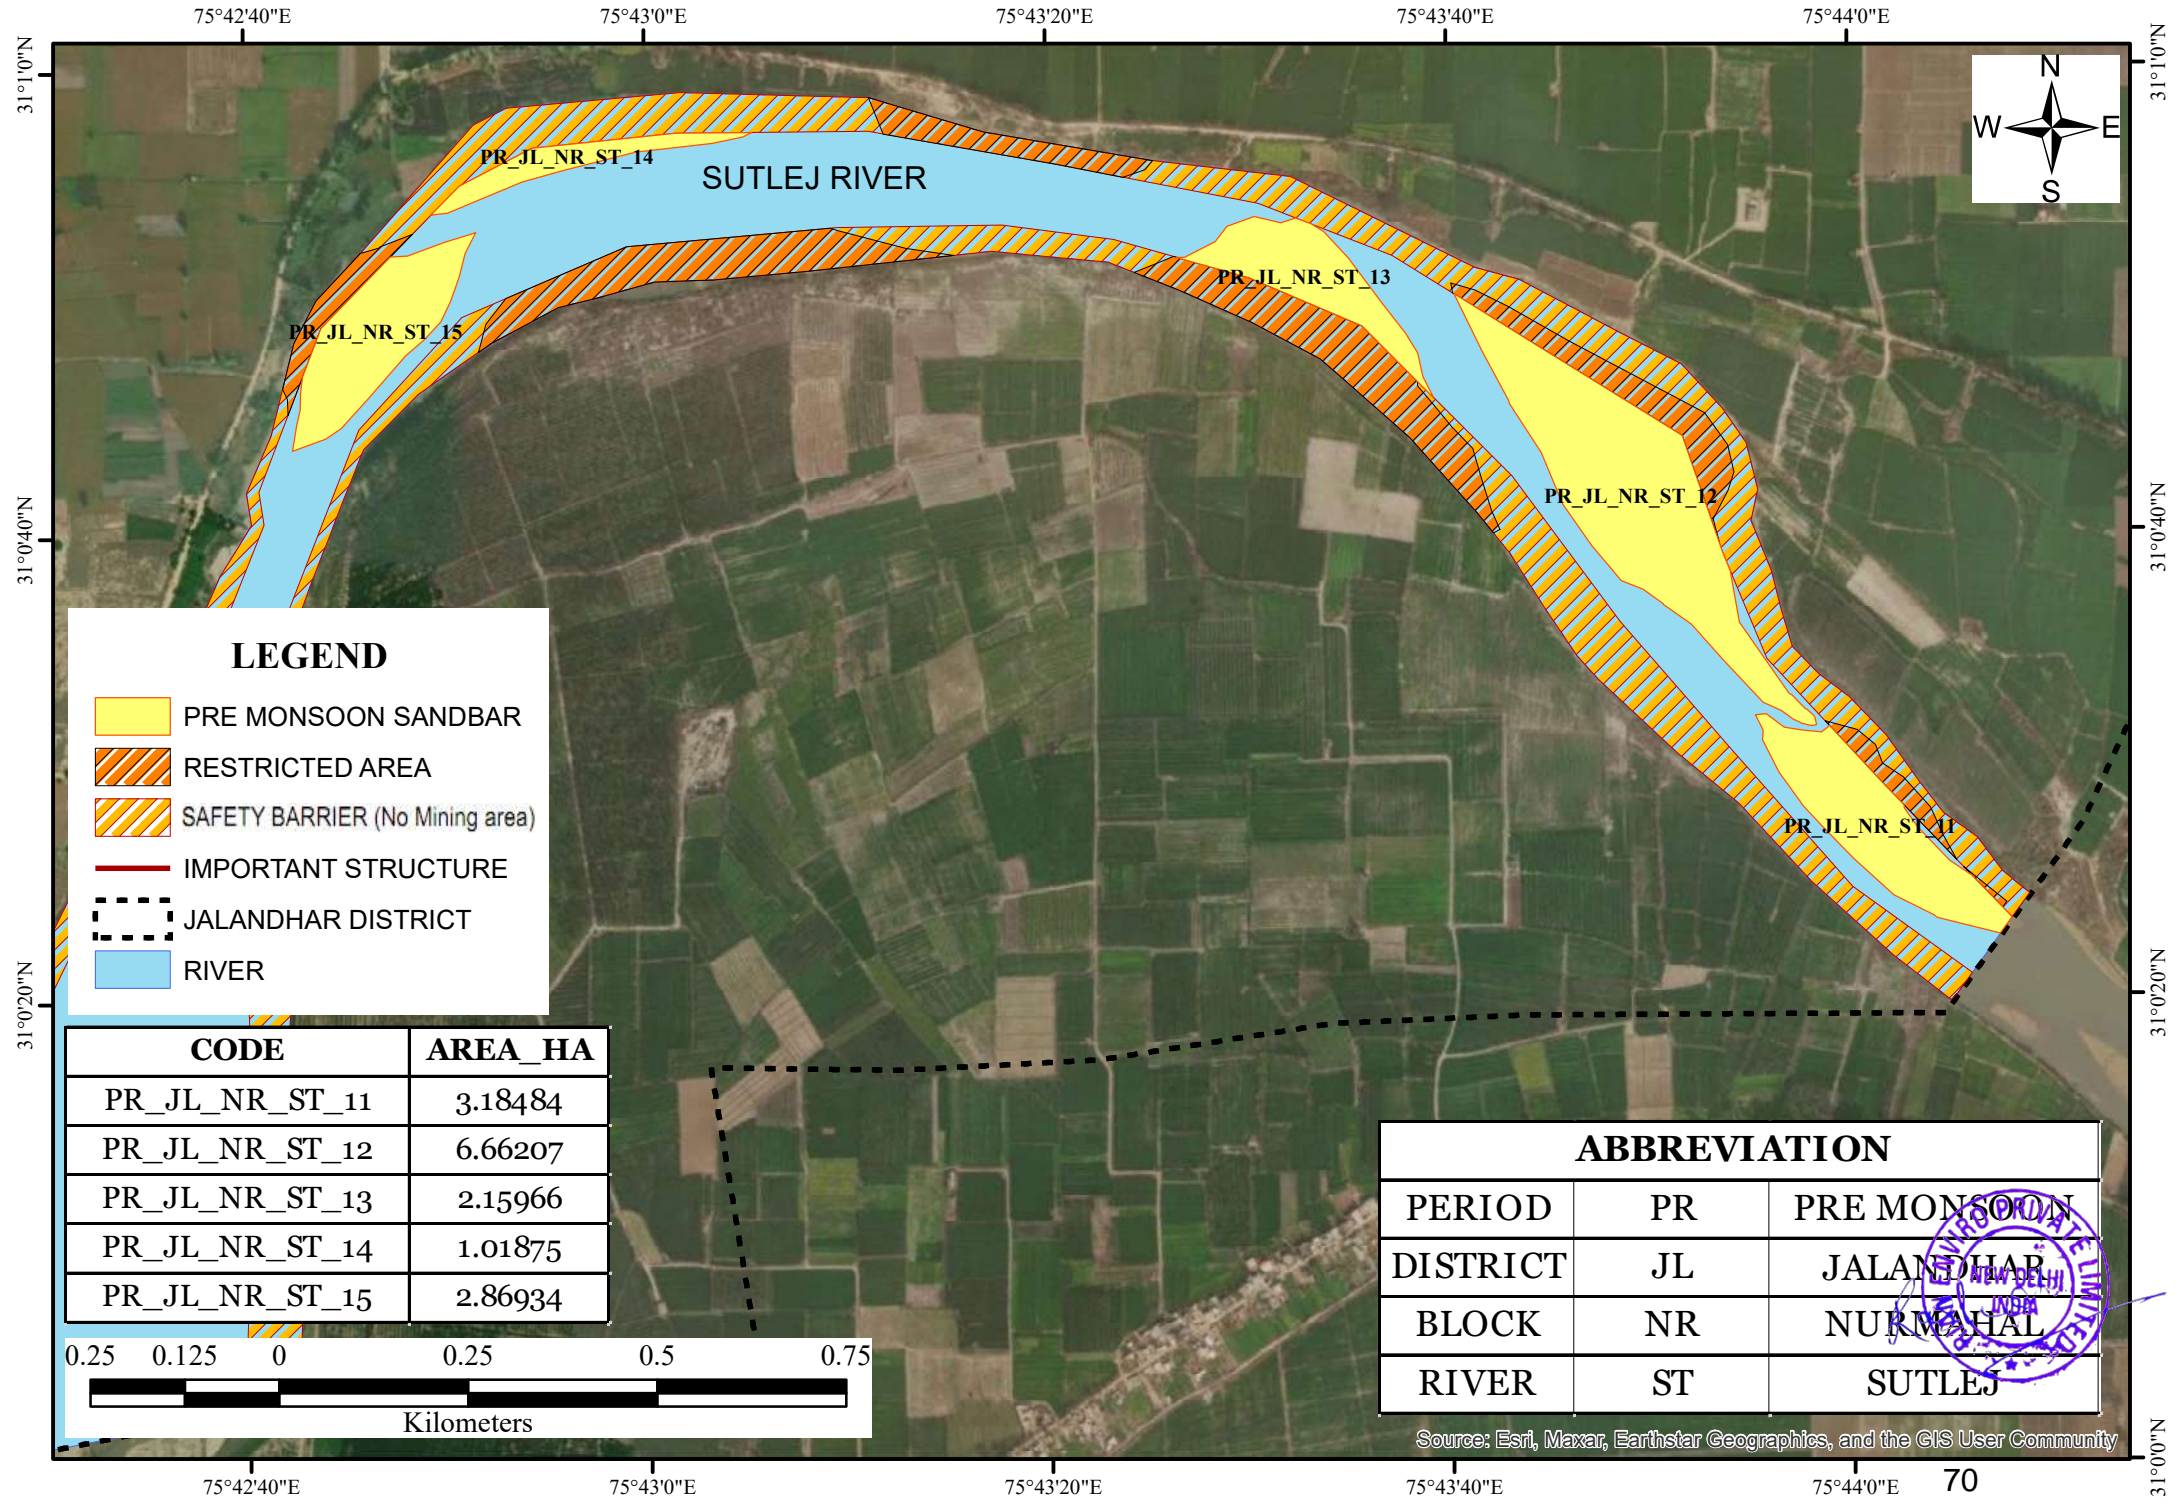 75°42'40"E 75°43'0"E 75°43'20"E 75°43'40"E 75°44'0"E
31°1'0"N 31°1'0"N
N
W E
S
PR_JL_NR_ST_14
SUTLEJ RIVER
PR_JL_NR_ST_13
PR_JL_NR_ST_15
PR_JL_NR_ST_12
31°0'40"N 31°0'40"N
PR_JL_NR_ST_11
LEGEND
PRE MONSOON SANDBAR
RESTRICTED AREA
SAFETY BARRIER (No Mining area)
IMPORTANT STRUCTURE
JALANDHAR DISTRICT
RIVER
31°0'20"N 31°0'20"N
CODE AREA_HA
PR_JL_NR_ST_11 3.18484
PR_JL_NR_ST_12 6.66207
PR_JL_NR_ST_13 2.15966
PR_JL_NR_ST_14 1.01875
PR_JL_NR_ST_15 2.86934
0.25 0.125 0 0.25 0.5 0.75
Kilometers
ABBREVIATION
PERIOD PR PRE MONSOON
DISTRICT JL JALANDHAR
BLOCK NR NURMAHAL
RIVER ST SUTLEJ
ENVIRO PRIVATE LIMITED
NEW DELHI
INDIA
Source: Esri, Maxar, Earthstar Geographics, and the GIS User Community
31°0'0"N
75°42'40"E 75°43'0"E 75°43'20"E 75°43'40"E 75°44'0"E
70